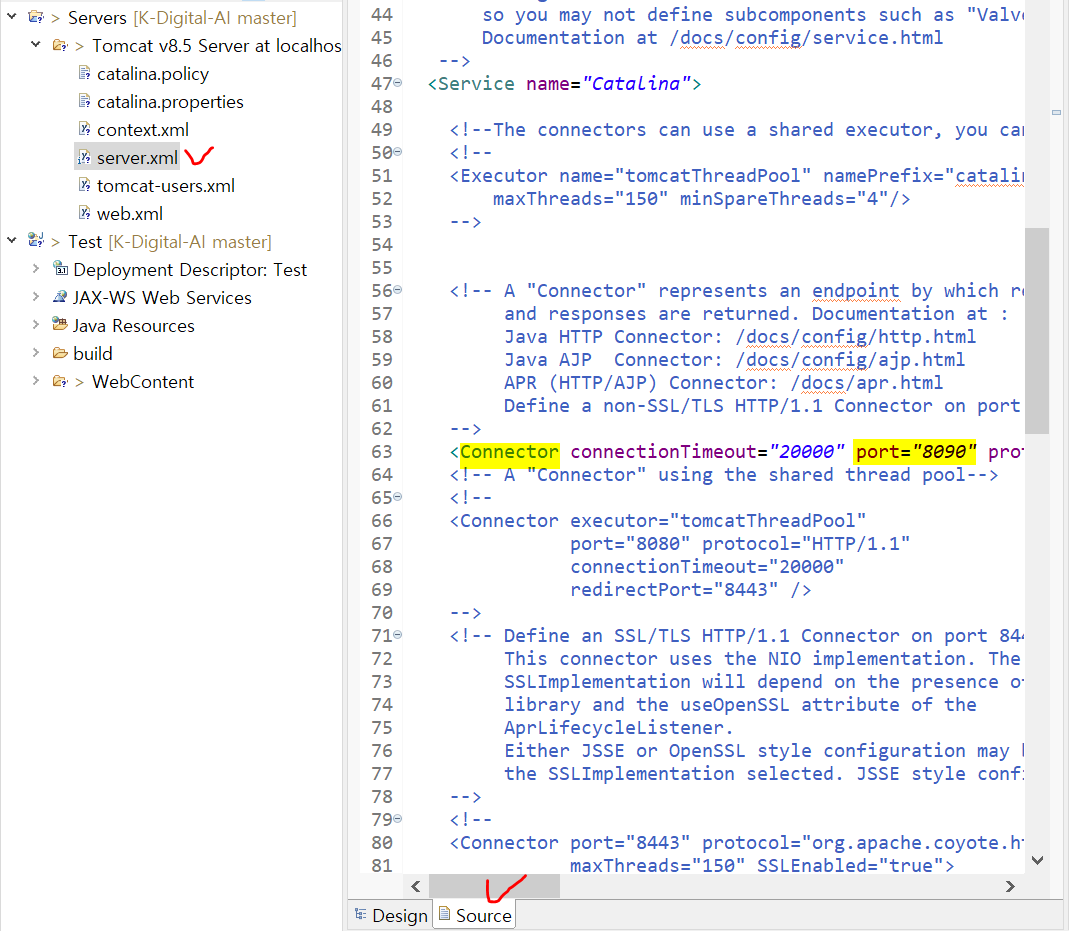 > Servers [K-Digital-AI master]
> Tomcat v8.5 Server at localhos
catalina.policy
catalina.properties
context.xml
server.xml
tomcat-users.xml
web.xml
> Test [K-Digital-AI master]
Deployment Descriptor: Test
JAX-WS Web Services
Java Resources
build
> WebContent
44 so you may not define subcomponents such as "Valve
45 Documentation at /docs/config/service.html
46 -->
47 <Service name="Catalina">
48
49 <!--The connectors can use a shared executor, you can
50 <!--
51 <Executor name="tomcatThreadPool" namePrefix="catalin
52 maxThreads="150" minSpareThreads="4"/>
53 -->
54
55
56 <!-- A "Connector" represents an endpoint by which re
57 and responses are returned. Documentation at :
58 Java HTTP Connector: /docs/config/http.html
59 Java AJP  Connector: /docs/config/ajp.html
60 APR (HTTP/AJP) Connector: /docs/apr.html
61 Define a non-SSL/TLS HTTP/1.1 Connector on port
62 -->
63 <Connector connectionTimeout="20000" port="8090" prot
64 <!-- A "Connector" using the shared thread pool-->
65 <!--
66 <Connector executor="tomcatThreadPool"
67 port="8080" protocol="HTTP/1.1"
68 connectionTimeout="20000"
69 redirectPort="8443" />
70 -->
71 <!-- Define an SSL/TLS HTTP/1.1 Connector on port 844
72 This connector uses the NIO implementation. The
73 SSLImplementation will depend on the presence of
74 library and the useOpenSSL attribute of the
75 AprLifecycleListener.
76 Either JSSE or OpenSSL style configuration may b
77 the SSLImplementation selected. JSSE style confi
78 -->
79 <!--
80 <Connector port="8443" protocol="org.apache.coyote.ht
81 maxThreads="150" SSLEnabled="true">
Design Source